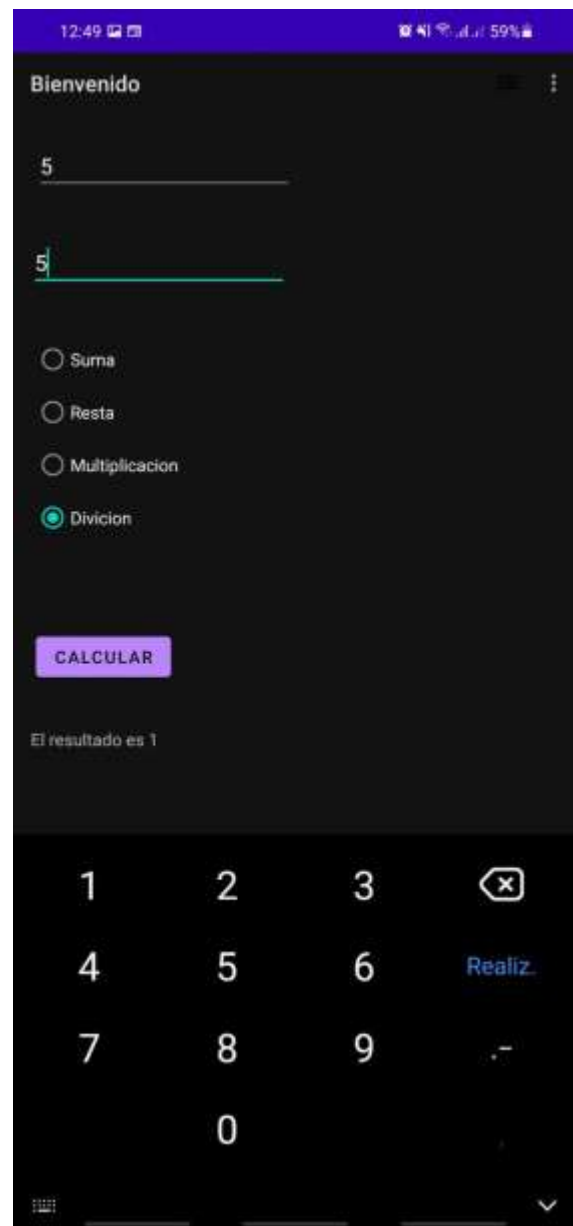 12:49 59%
Bienvenido
5
5
Suma
Resta
Multiplicacion
Divicion
CALCULAR
El resultado es 1
1 2 3
4 5 6 Realiz.
7 8 9 .-
0 ,